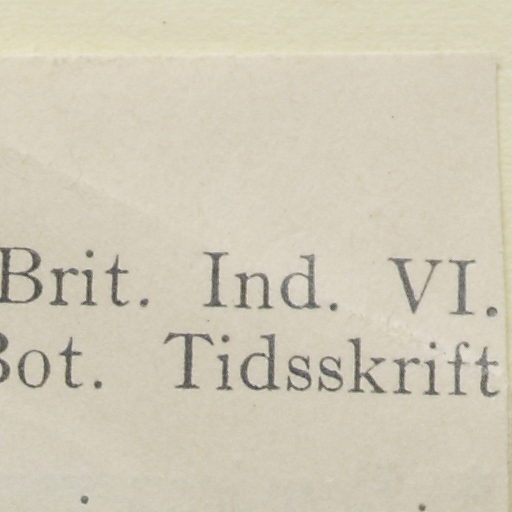 Brit. Ind. VI.
Bot. Tidsskrift